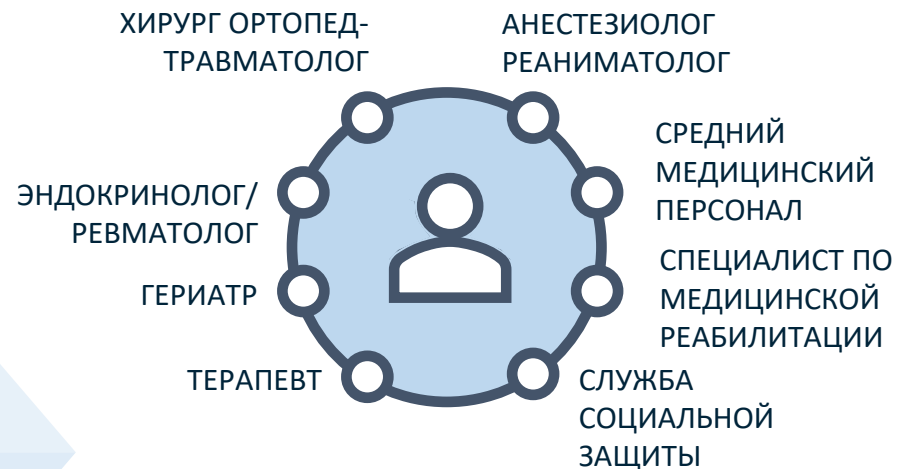 ХИРУРГ ОРТОПЕД-
ТРАВМАТОЛОГ
АНЕСТЕЗИОЛОГ
РЕАНИМАТОЛОГ
СРЕДНИЙ
МЕДИЦИНСКИЙ
ПЕРСОНАЛ
ЭНДОКРИНОЛОГ/
РЕВМАТОЛОГ
СПЕЦИАЛИСТ ПО
МЕДИЦИНСКОЙ
РЕАБИЛИТАЦИИ
ГЕРИАТР
ТЕРАПЕВТ
СЛУЖБА
СОЦИАЛЬНОЙ
ЗАЩИТЫ